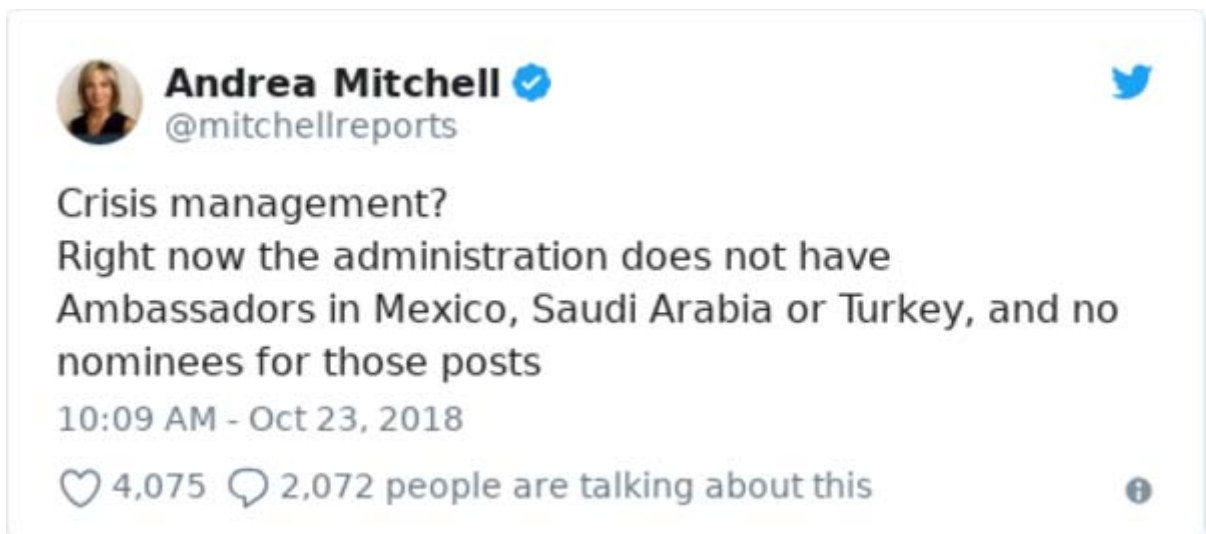 Andrea Mitchell
@mitchellreports
Crisis management?
Right now the administration does not have
Ambassadors in Mexico, Saudi Arabia or Turkey, and no
nominees for those posts
10:09 AM - Oct 23, 2018
4,075 2,072 people are talking about this